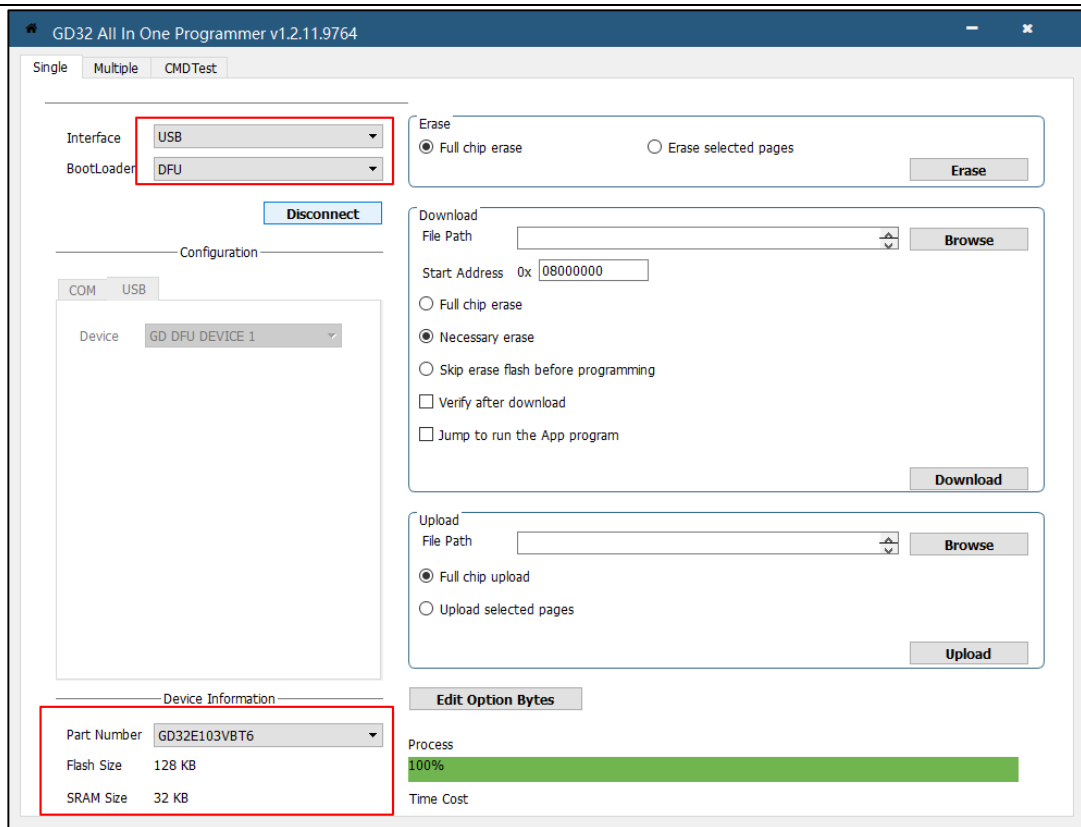 GD32 All In One Programmer v1.2.11.9764
Single Multiple CMDTest
Interface USB
BootLoader DFU
Disconnect
Configuration
COM USB
Device GD DFU DEVICE 1
Device Information
Part Number GD32E103VBT6
Flash Size 128 KB
SRAM Size 32 KB
Erase
Full chip erase Erase selected pages
Erase
Download
File Path Browse
Start Address 0x 08000000
Full chip erase
Necessary erase
Skip erase flash before programming
Verify after download
Jump to run the App program
Download
Upload
File Path Browse
Full chip upload
Upload selected pages
Upload
Edit Option Bytes
Process
100%
Time Cost